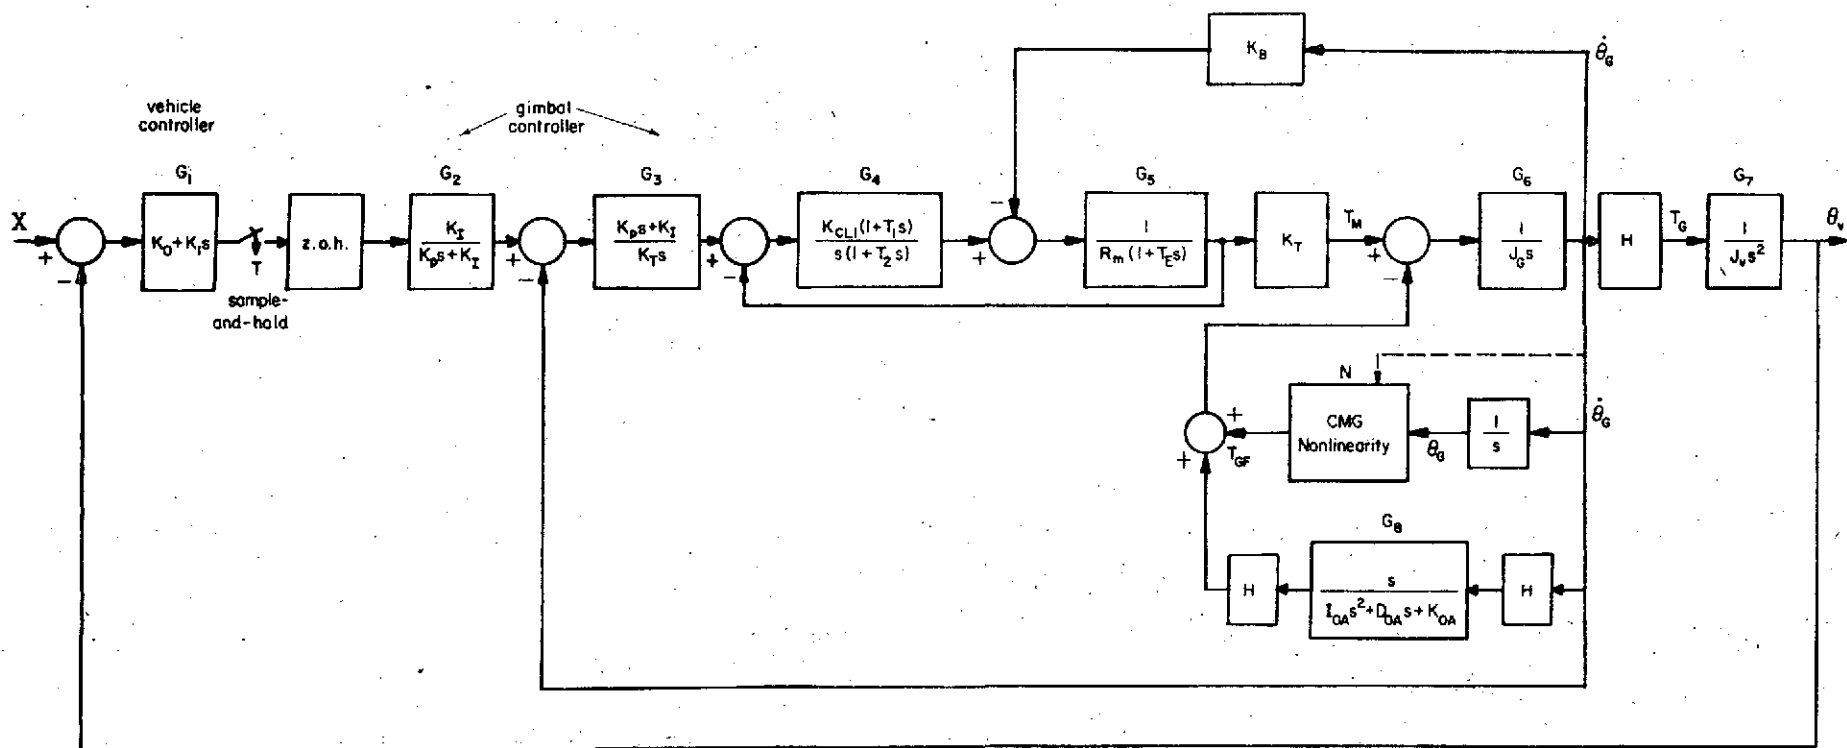 K_B
θ̇_G
vehicle
controller
gimbal
controller
G_1
G_2
G_3
G_4
G_5
G_6
G_7
X
+
-
K_0+K_1s
T
sample-
and-hold
z.o.h.
K_I
K_ps+K_I
+
-
K_ps+K_I
K_Ts
+
-
K_CLI(1+T_1s)
s(1+T_2s)
+
-
1
R_m(1+T_Es)
K_T
T_M
+
-
1
J_Gs
H
T_G
1
J_vs²
θ_v
N
CMG
Nonlinearity
θ_G
1
s
θ̇_G
+
+
T_GF
G_8
H
s
I_OAs²+D_OAs+K_OA
H